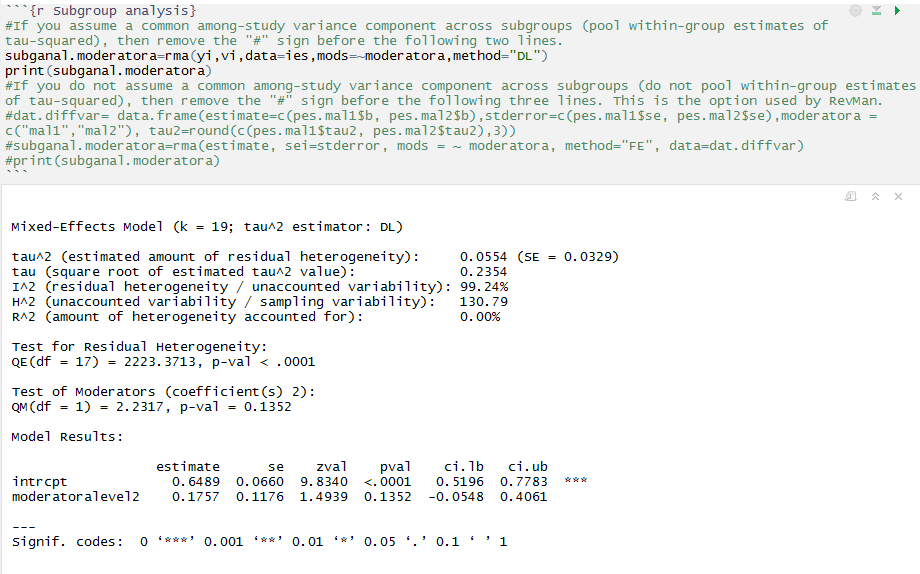 ```{r Subgroup analysis}
#If you assume a common among-study variance component across subgroups (pool within-group estimates of
tau-squared), then remove the "#" sign before the following two lines.
subganal.moderatora=rma(yi,vi,data=ies,mods=~moderatora,method="DL")
print(subganal.moderatora)
#If you do not assume a common among-study variance component across subgroups (do not pool within-group estimates
of tau-squared), then remove the "#" sign before the following three lines. This is the option used by RevMan.
#dat.diffvar= data.frame(estimate=c(pes.mal1$b, pes.mal2$b),stderror=c(pes.mal1$se, pes.mal2$se),moderatora =
c("mal1","mal2"), tau2=round(c(pes.mal1$tau2, pes.mal2$tau2),3))
#subganal.moderatora=rma(estimate, sei=stderror, mods = ~ moderatora, method="FE", data=dat.diffvar)
#print(subganal.moderatora)
```
Mixed-Effects Model (k = 19; tau^2 estimator: DL)
tau^2 (estimated amount of residual heterogeneity): 0.0554 (SE = 0.0329)
tau (square root of estimated tau^2 value): 0.2354
I^2 (residual heterogeneity / unaccounted variability): 99.24%
H^2 (unaccounted variability / sampling variability): 130.79
R^2 (amount of heterogeneity accounted for): 0.00%
Test for Residual Heterogeneity:
QE(df = 17) = 2223.3713, p-val < .0001
Test of Moderators (coefficient(s) 2):
QM(df = 1) = 2.2317, p-val = 0.1352
Model Results:
estimate se zval pval ci.lb ci.ub
intrcpt 0.6489 0.0660 9.8340 <.0001 0.5196 0.7783 ***
moderatoralevel2 0.1757 0.1176 1.4939 0.1352 -0.0548 0.4061
---
Signif. codes: 0 ‘***’ 0.001 ‘**’ 0.01 ‘*’ 0.05 ‘.’ 0.1 ‘ ’ 1